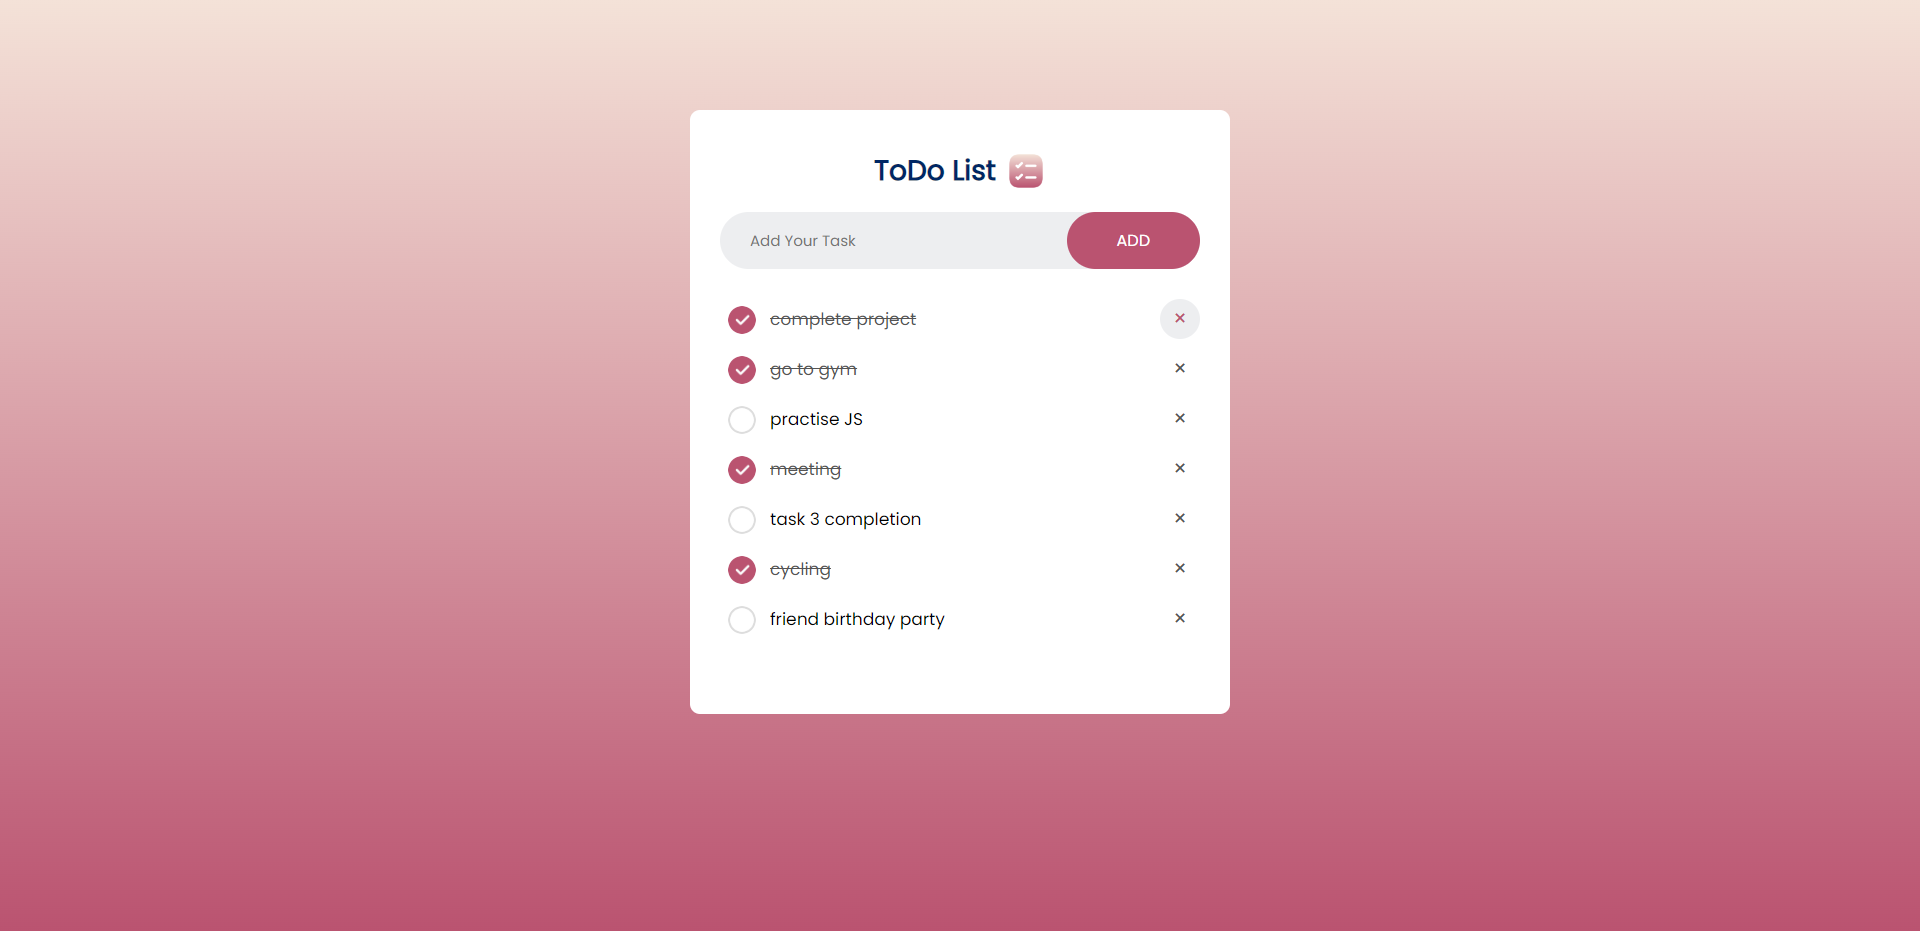 ToDo List
Add Your Task ADD
complete project ×
go to gym ×
practise JS ×
meeting ×
task 3 completion ×
cycling ×
friend birthday party ×